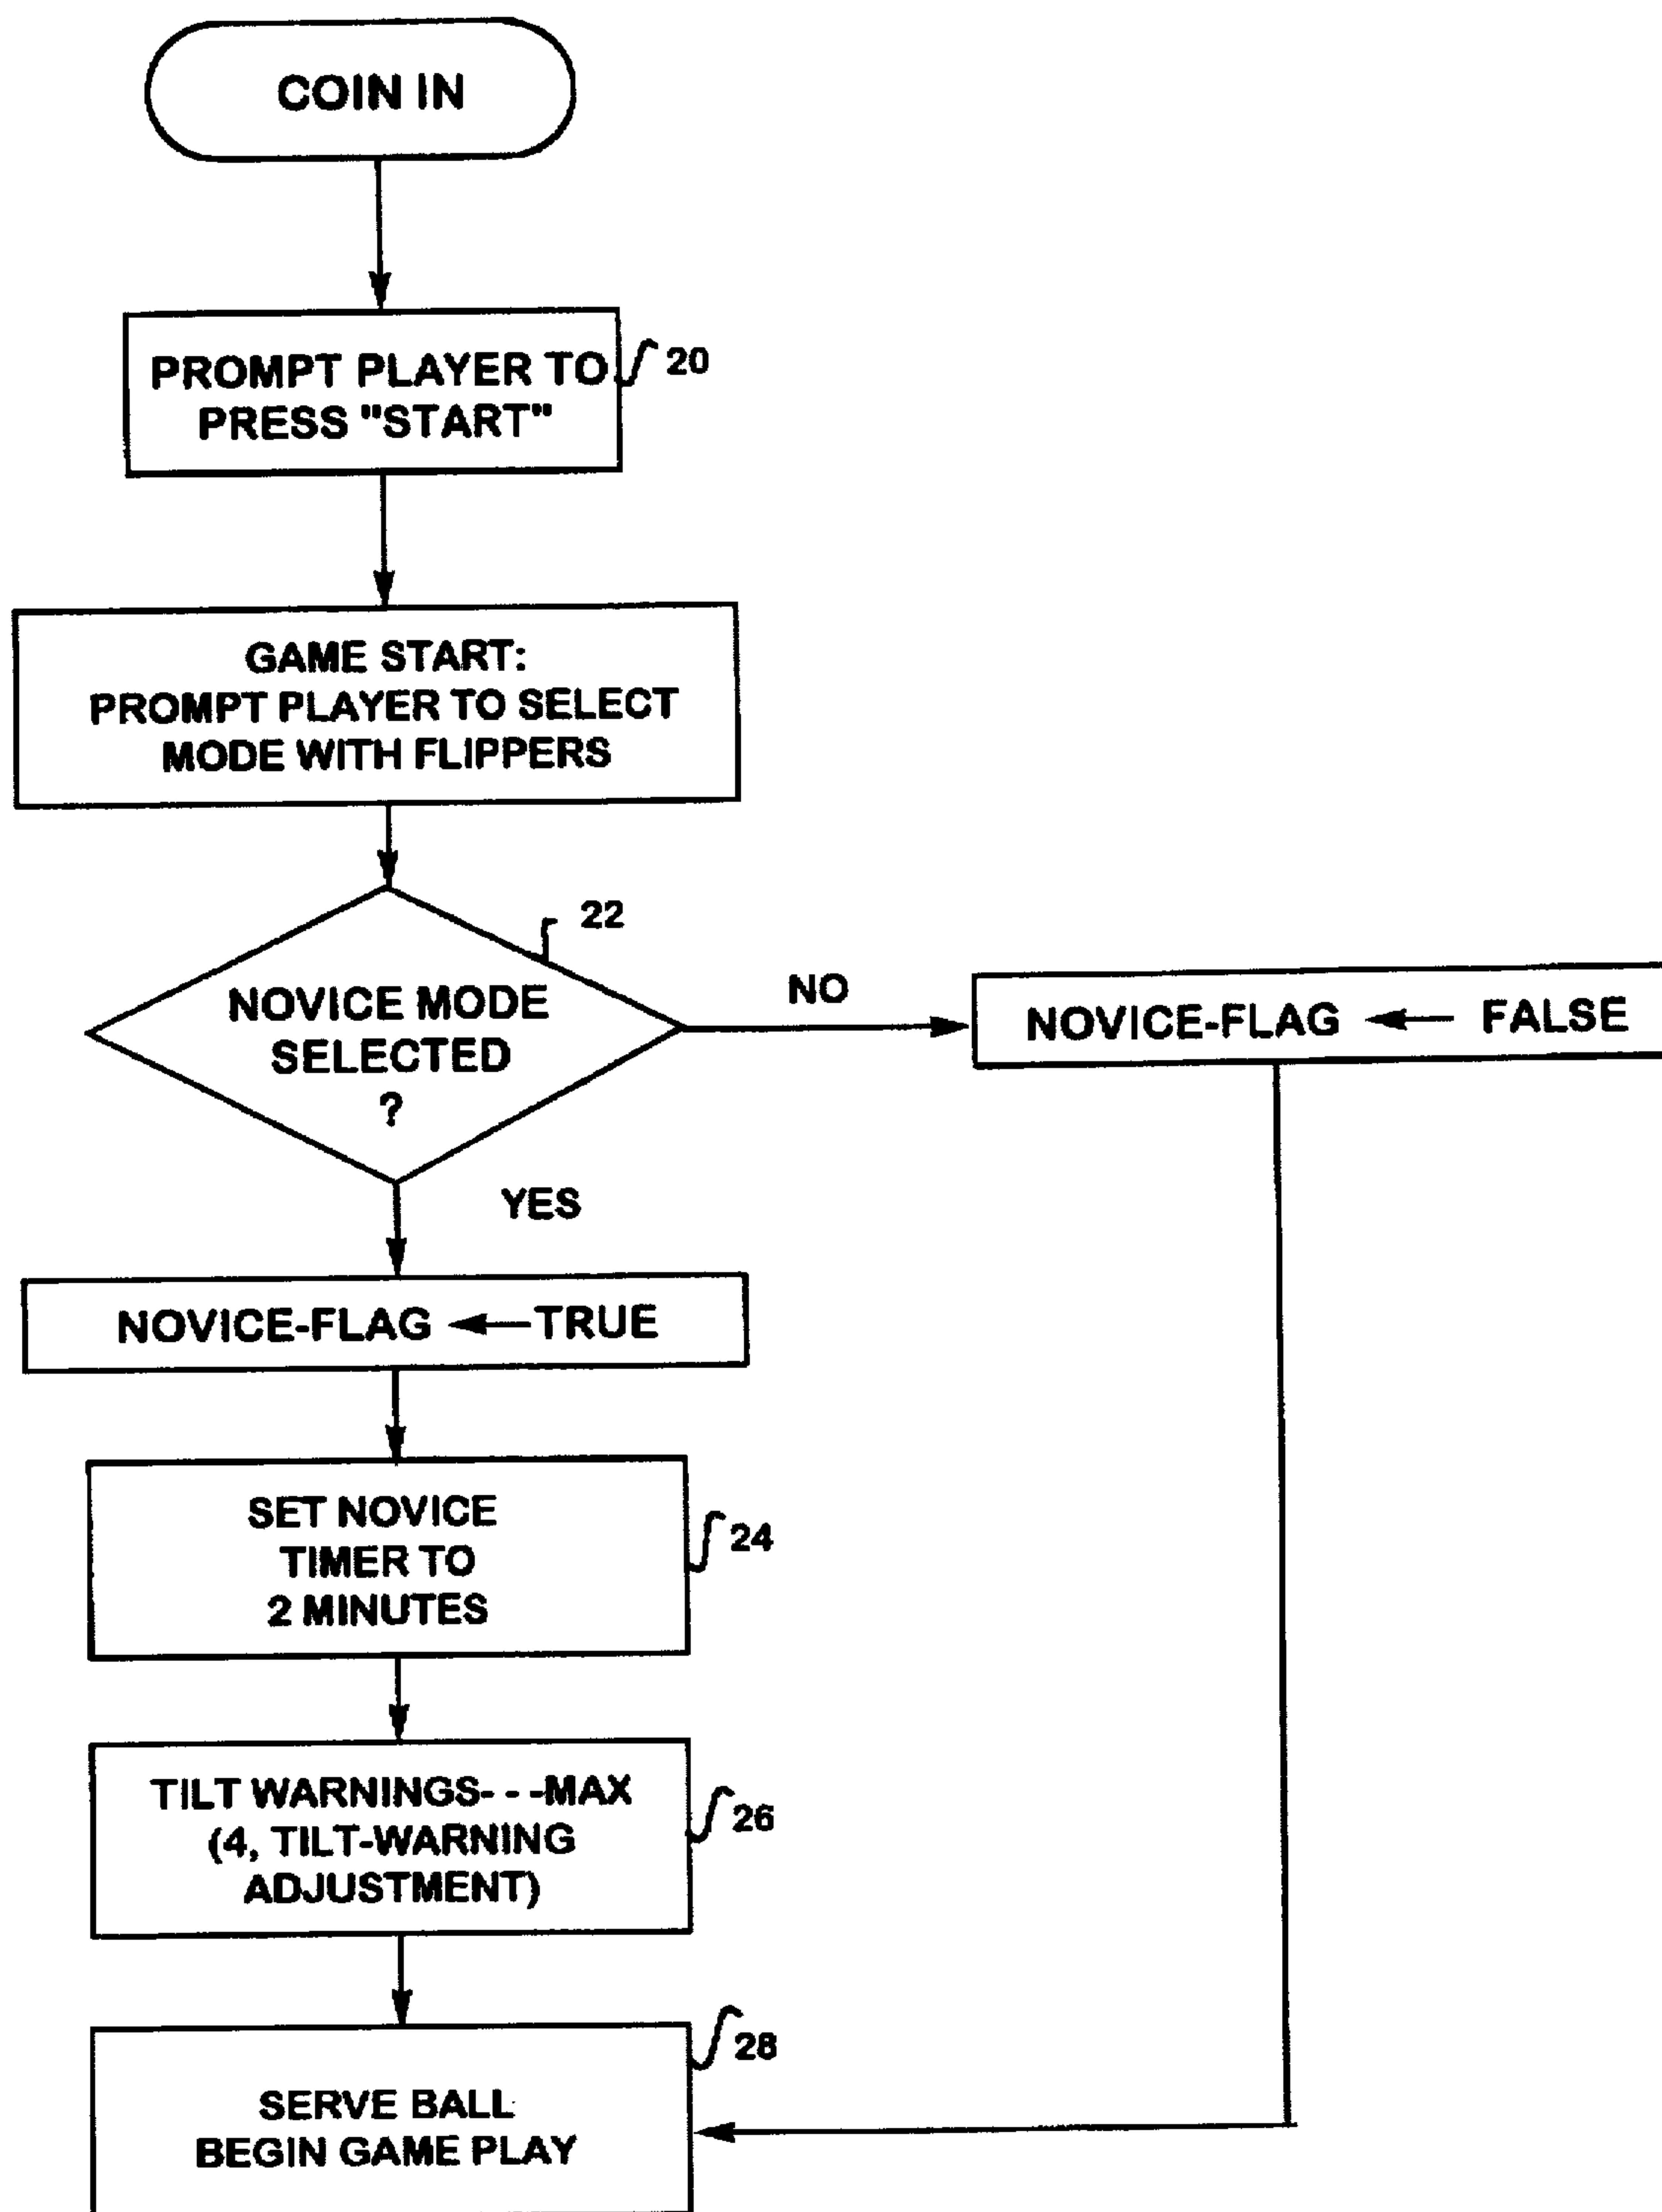 COIN IN
PROMPT PLAYER TO
PRESS "START"
20
GAME START:
PROMPT PLAYER TO SELECT
MODE WITH FLIPPERS
22
NOVICE MODE
SELECTED
?
NO
NOVICE-FLAG ← FALSE
YES
NOVICE-FLAG ← TRUE
SET NOVICE
TIMER TO
2 MINUTES
24
TILT WARNINGS- - -MAX
(4, TILT-WARNING
ADJUSTMENT)
26
28
SERVE BALL
BEGIN GAME PLAY